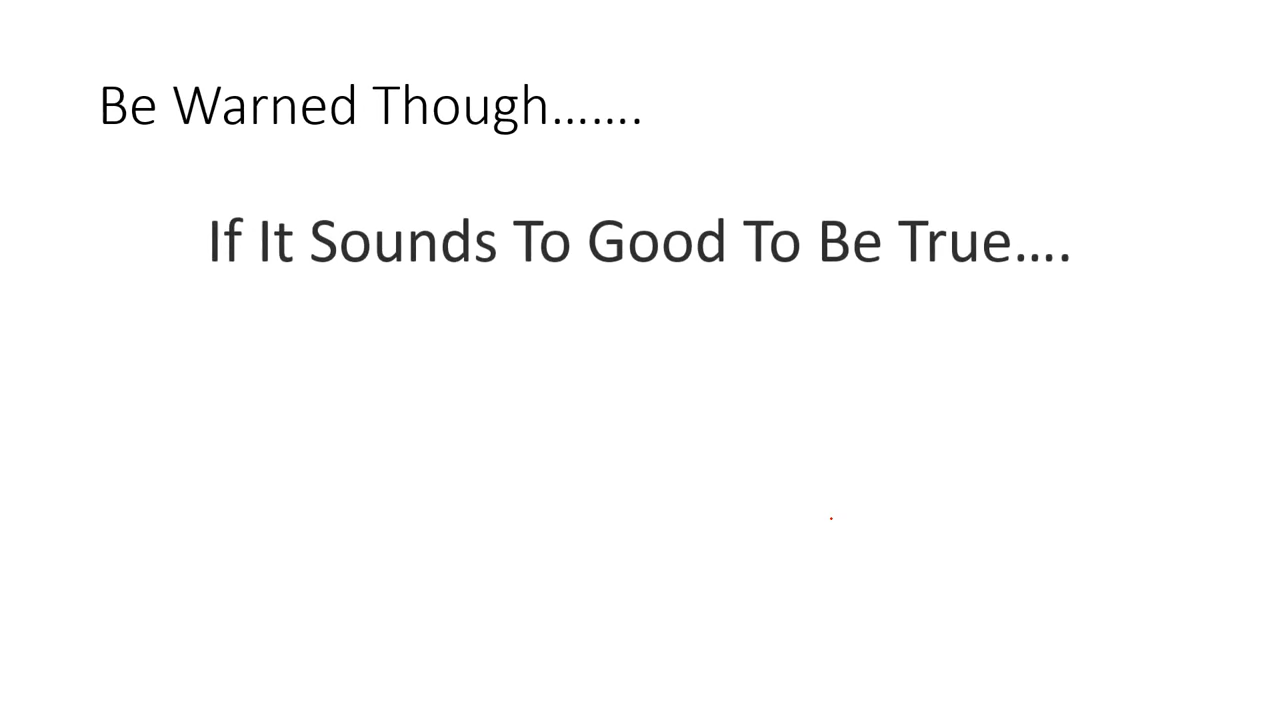 Be Warned Though…….
If It Sounds To Good To Be True….